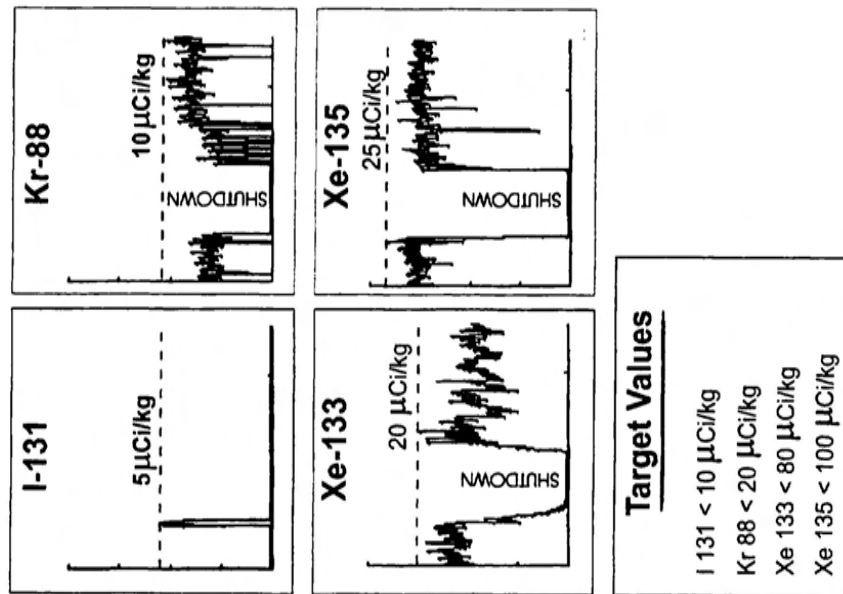 I-131
5 μCi/kg
Kr-88
10 μCi/kg
SHUTDOWN
Xe-133
20 μCi/kg
SHUTDOWN
Xe-135
25 μCi/kg
SHUTDOWN
Target Values
I 131 < 10 μCi/kg
Kr 88 < 20 μCi/kg
Xe 133 < 80 μCi/kg
Xe 135 < 100 μCi/kg